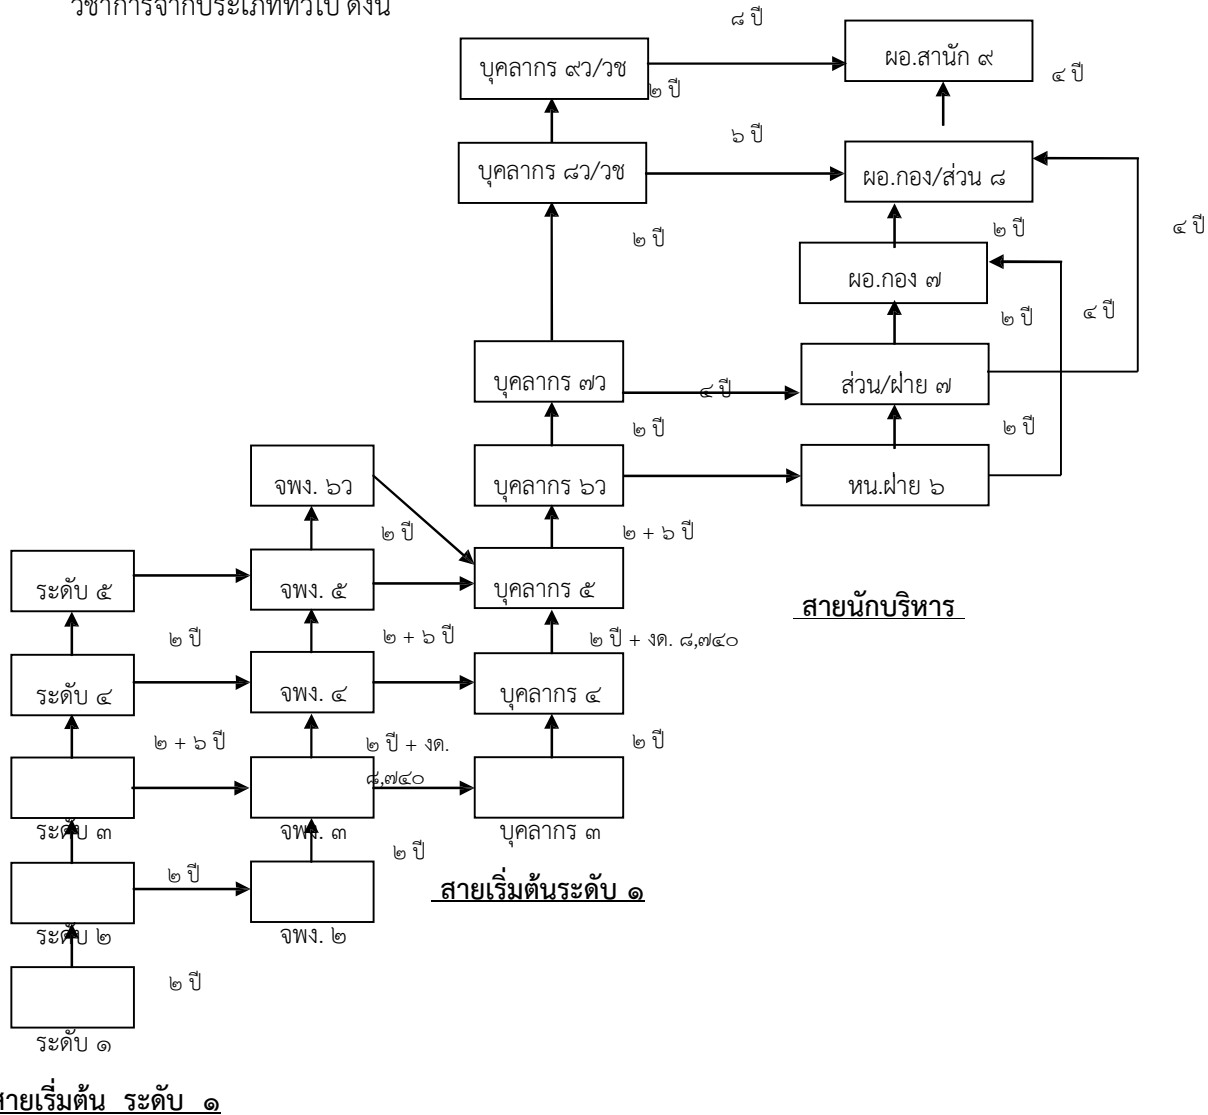 วิชาการจากประเภททั่วไป ดังนี้
๘ ปี
ผอ.สานัก ๙
บุคลากร ๙ว/วช
๔ ปี
๒ ปี
๖ ปี
บุคลากร ๘ว/วช
ผอ.กอง/ส่วน ๘
๒ ปี
๒ ปี
๔ ปี
ผอ.กอง ๗
๒ ปี
๔ ปี
บุคลากร ๗ว
๔ ปี
ส่วน/ฝ่าย ๗
๒ ปี
๒ ปี
จพง. ๖ว
บุคลากร ๖ว
หน.ฝ่าย ๖
๒ ปี
๒ + ๖ ปี
ระดับ ๕
จพง. ๕
บุคลากร ๕
สายนักบริหาร
๒ ปี
๒ + ๖ ปี
๒ ปี + งด. ๘,๗๔๐
ระดับ ๔
จพง. ๔
บุคลากร ๔
๒ + ๖ ปี
๒ ปี + งด.
๘,๗๔๐
๒ ปี
ระดับ ๓
จพง. ๓
บุคลากร ๓
๒ ปี
๒ ปี
สายเริ่มต้นระดับ ๑
ระดับ ๒
จพง. ๒
๒ ปี
ระดับ ๑
สายเริ่มต้น ระดับ ๑